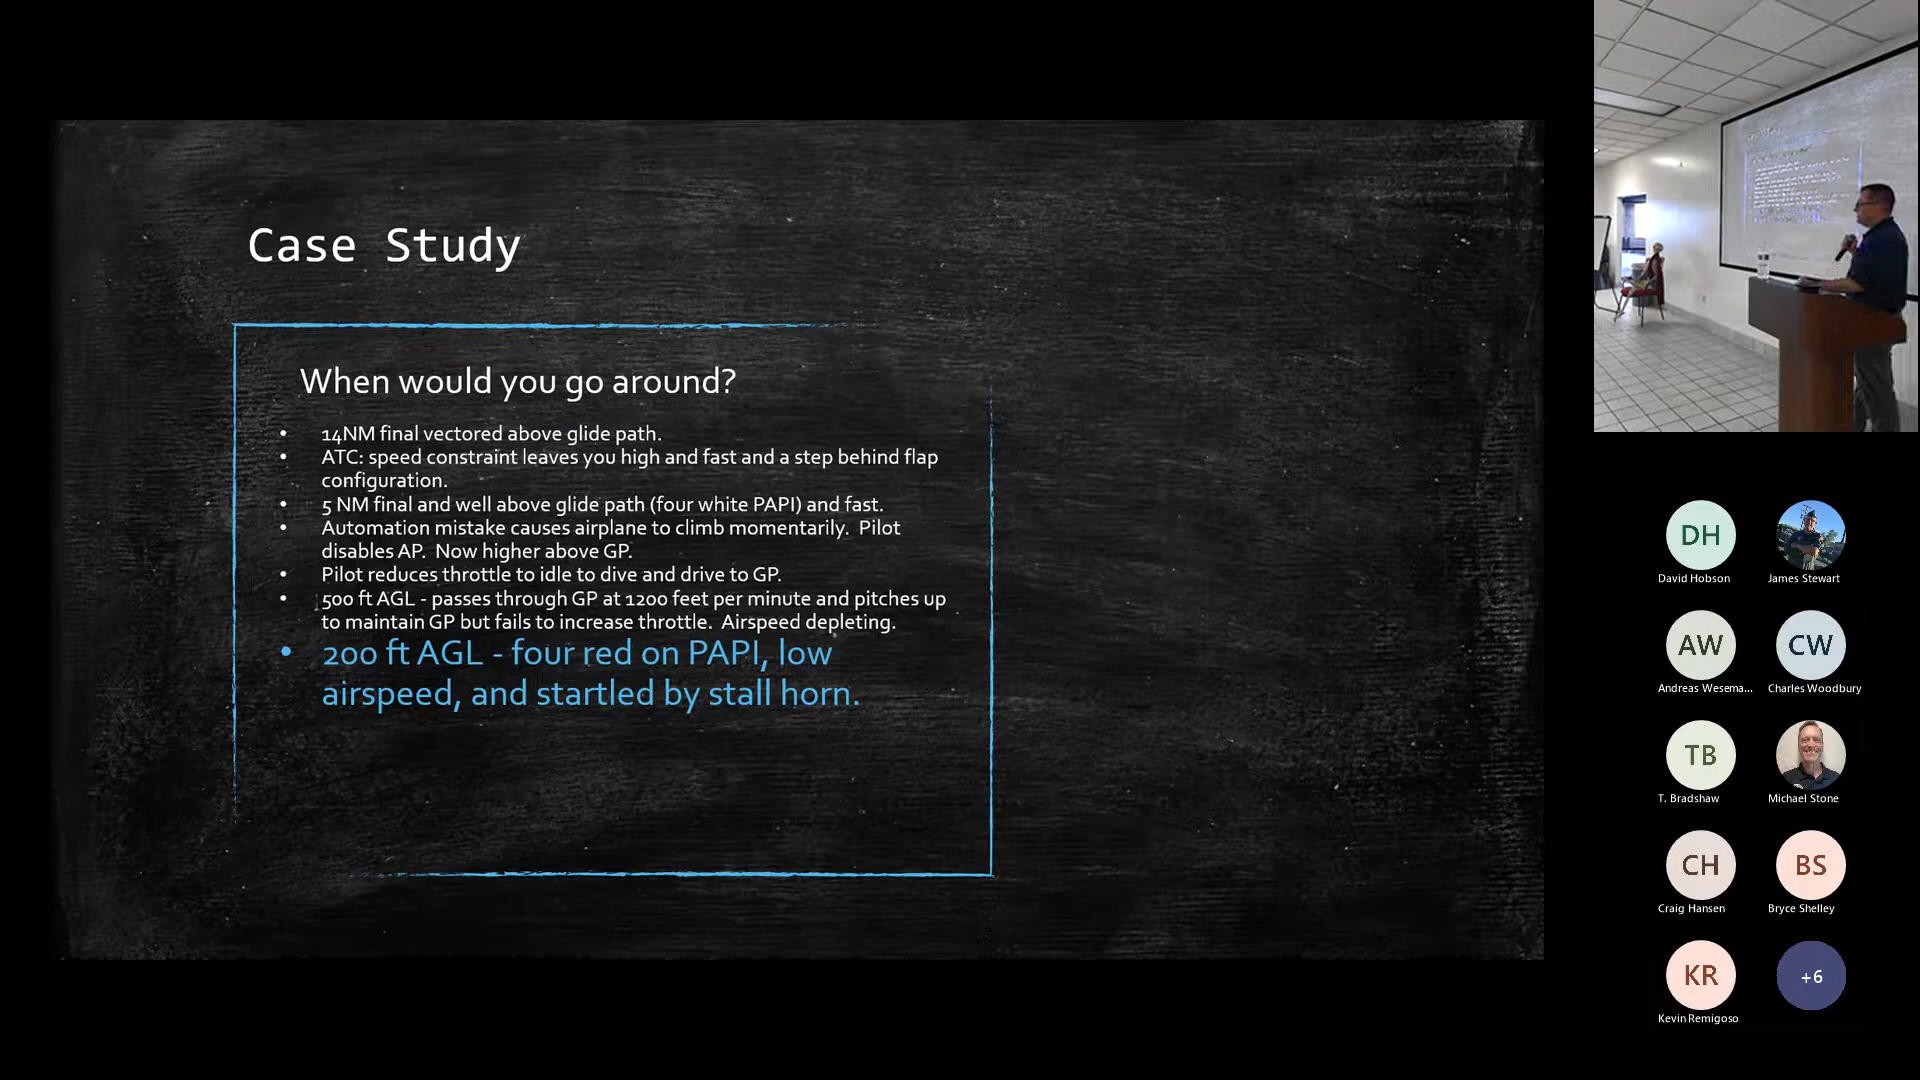 Case Study
When would you go around?
• 14NM final vectored above glide path.
• ATC: speed constraint leaves you high and fast and a step behind flap
configuration.
• 5 NM final and well above glide path (four white PAPI) and fast.
• Automation mistake causes airplane to climb momentarily.  Pilot
disables AP.  Now higher above GP.
• Pilot reduces throttle to idle to dive and drive to GP.
• 500 ft AGL - passes through GP at 1200 feet per minute and pitches up
to maintain GP but fails to increase throttle.  Airspeed depleting.
• 200 ft AGL - four red on PAPI, low
airspeed, and startled by stall horn.
DH
David Hobson
James Stewart
AW
Andreas Wesema...
CW
Charles Woodbury
TB
T. Bradshaw
Michael Stone
CH
Craig Hansen
BS
Bryce Shelley
KR
Kevin Remigoso
+6